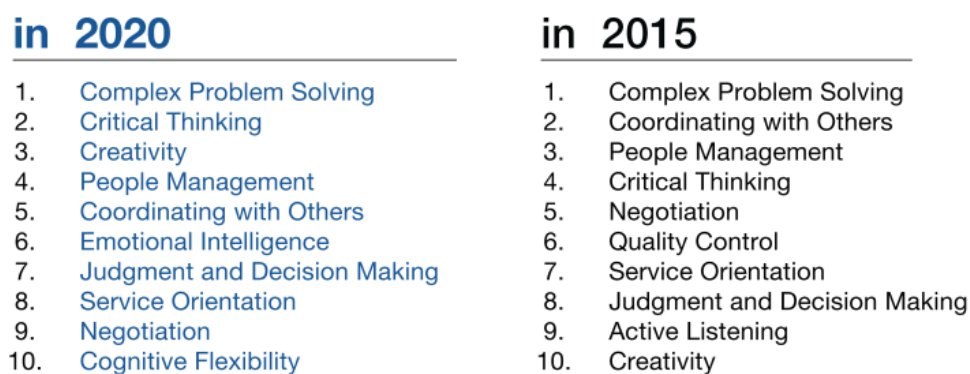 in 2020
1. Complex Problem Solving
2. Critical Thinking
3. Creativity
4. People Management
5. Coordinating with Others
6. Emotional Intelligence
7. Judgment and Decision Making
8. Service Orientation
9. Negotiation
10. Cognitive Flexibility
in 2015
1. Complex Problem Solving
2. Coordinating with Others
3. People Management
4. Critical Thinking
5. Negotiation
6. Quality Control
7. Service Orientation
8. Judgment and Decision Making
9. Active Listening
10. Creativity